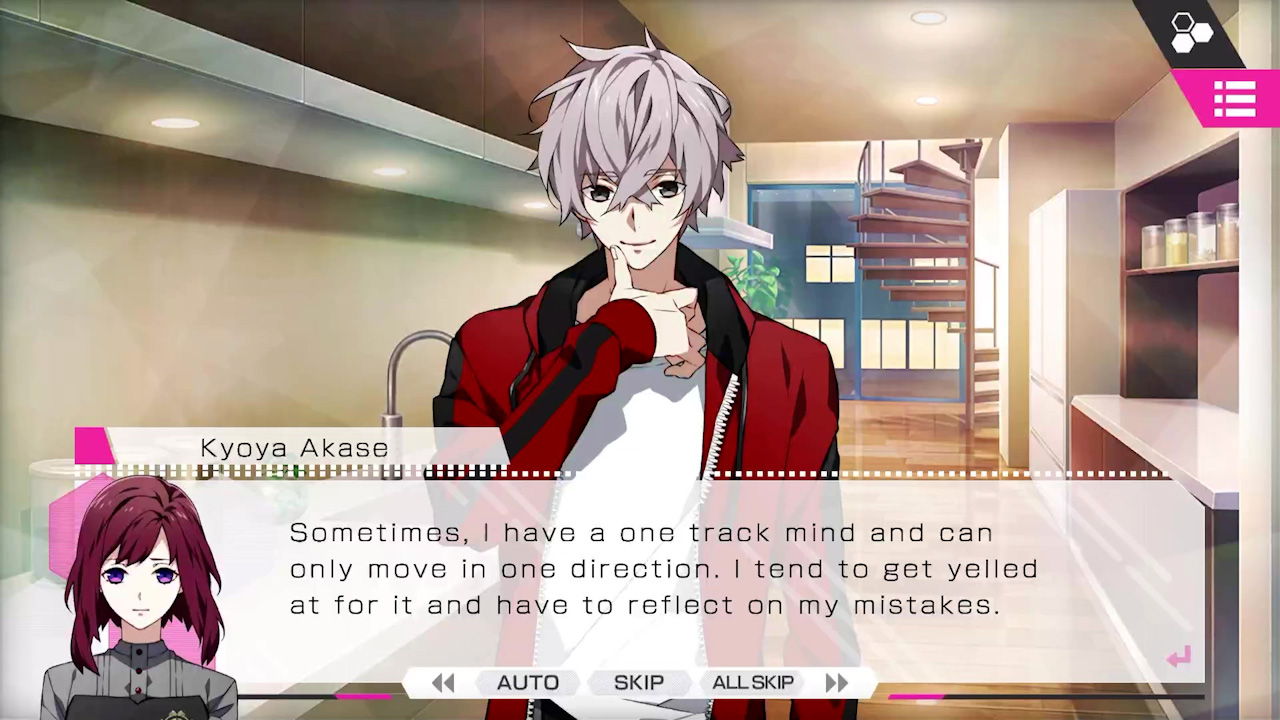 Kyoya Akase
Sometimes, I have a one track mind and can
only move in one direction. I tend to get yelled
at for it and have to reflect on my mistakes.
AUTO
SKIP
ALL SKIP